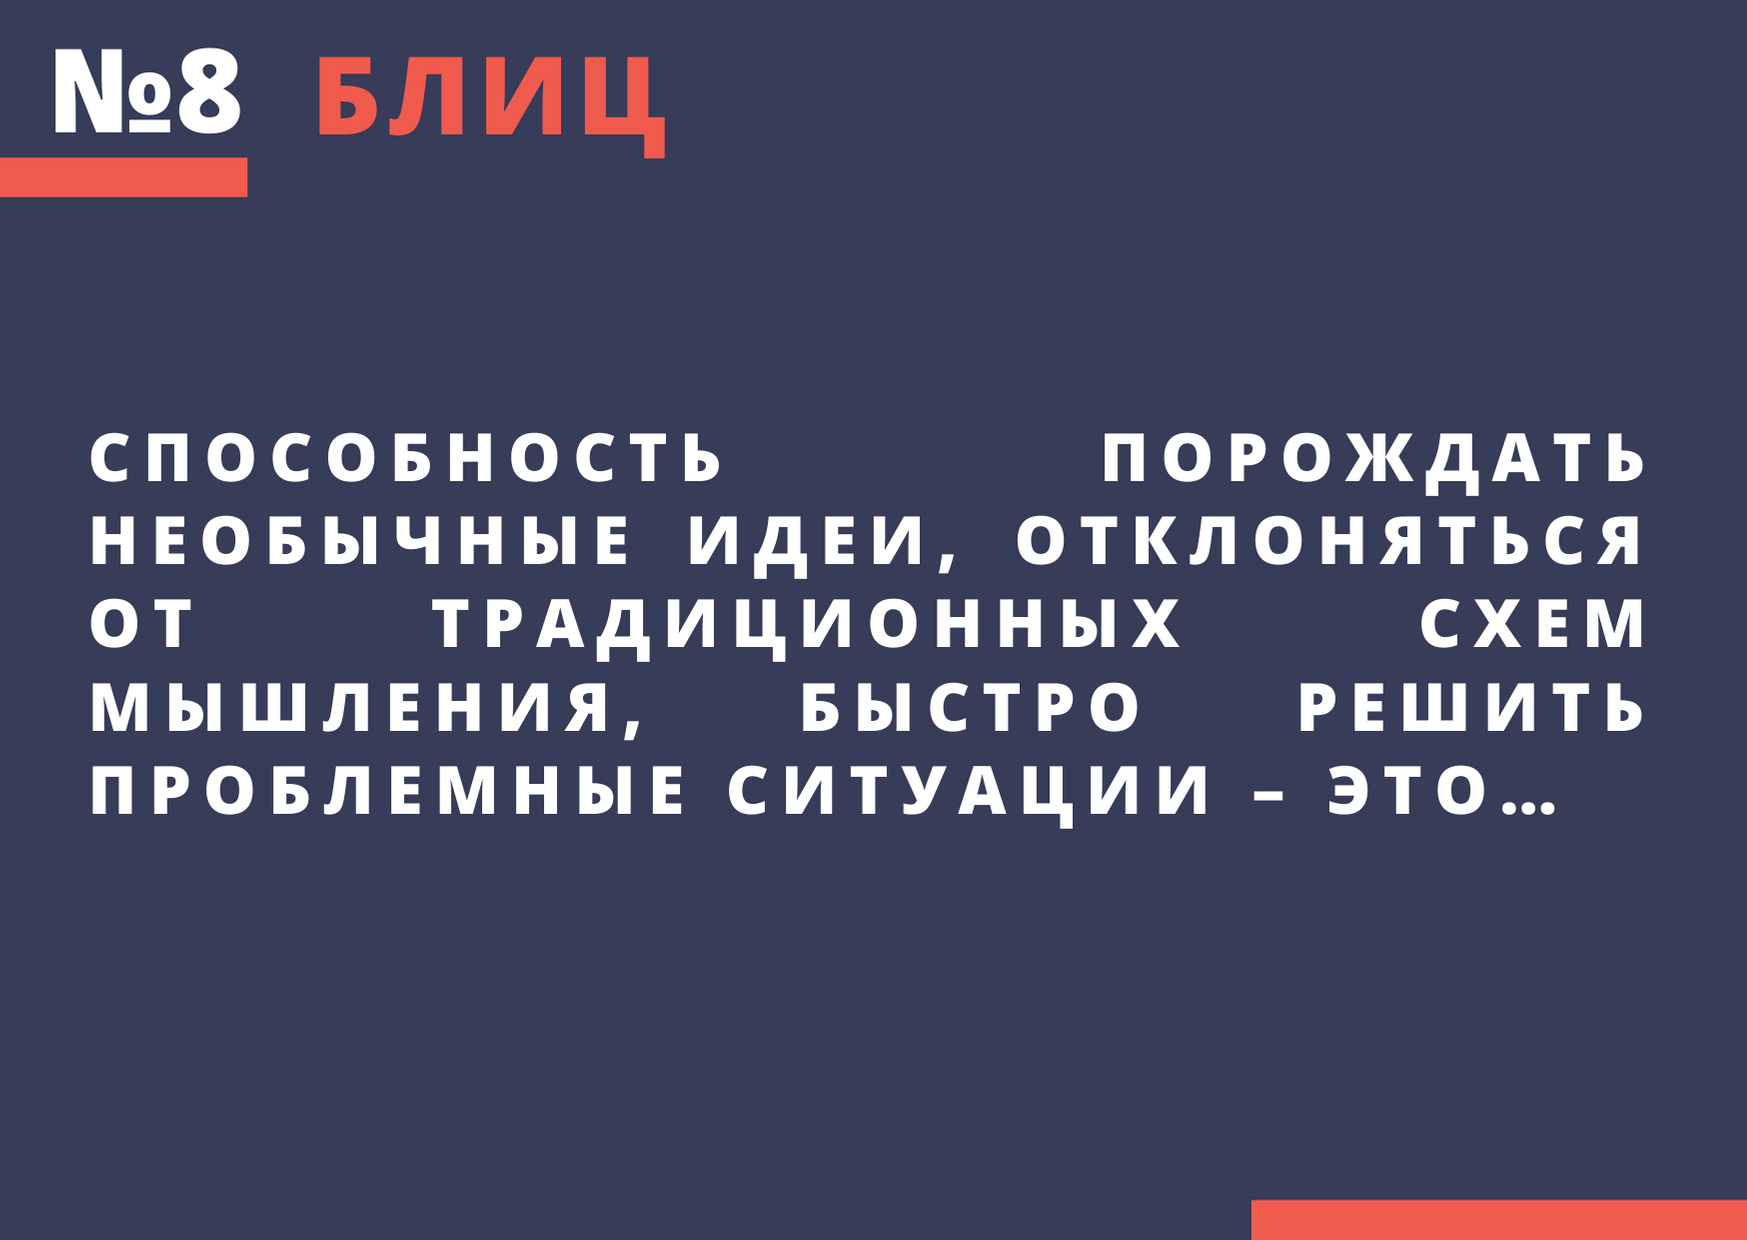 №8 БЛИЦ
СПОСОБНОСТЬ ПОРОЖДАТЬ
НЕОБЫЧНЫЕ ИДЕИ, ОТКЛОНЯТЬСЯ
ОТ ТРАДИЦИОННЫХ СХЕМ
МЫШЛЕНИЯ, БЫСТРО РЕШИТЬ
ПРОБЛЕМНЫЕ СИТУАЦИИ – ЭТО…